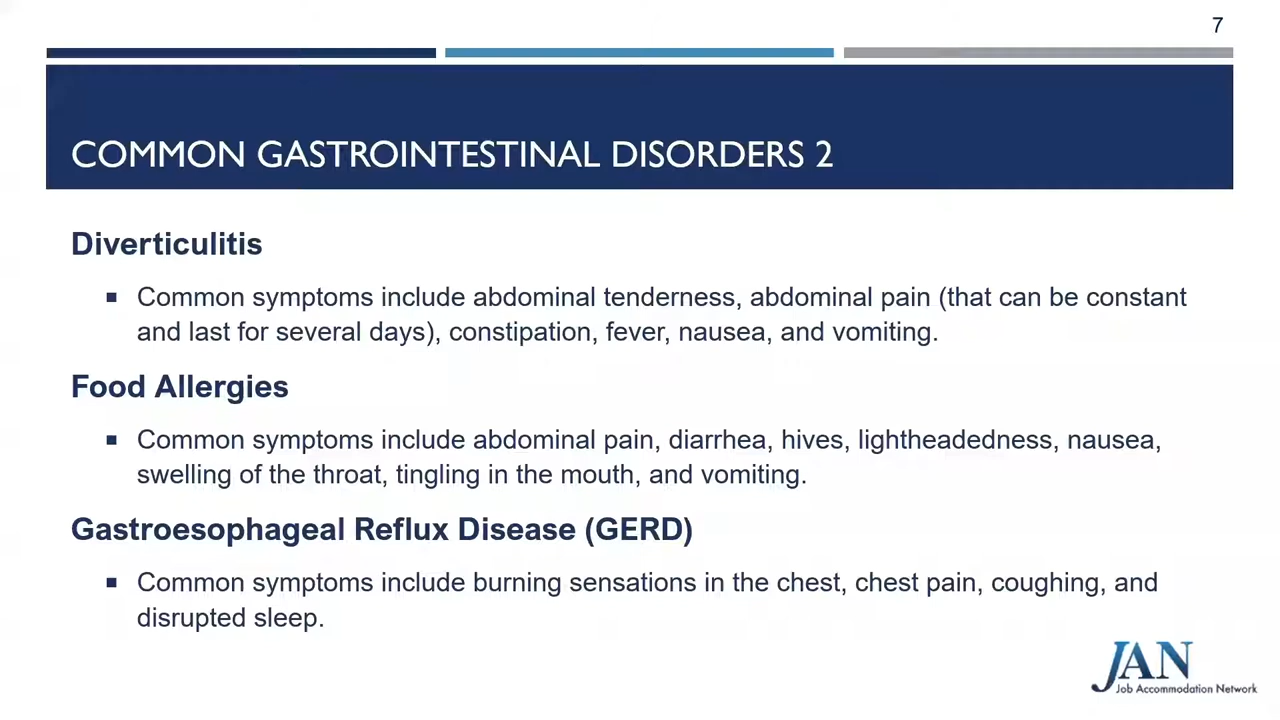 7
COMMON GASTROINTESTINAL DISORDERS 2
Diverticulitis
▪ Common symptoms include abdominal tenderness, abdominal pain (that can be constant
and last for several days), constipation, fever, nausea, and vomiting.
Food Allergies
▪ Common symptoms include abdominal pain, diarrhea, hives, lightheadedness, nausea,
swelling of the throat, tingling in the mouth, and vomiting.
Gastroesophageal Reflux Disease (GERD)
▪ Common symptoms include burning sensations in the chest, chest pain, coughing, and
disrupted sleep.
JAN
Job Accommodation Network